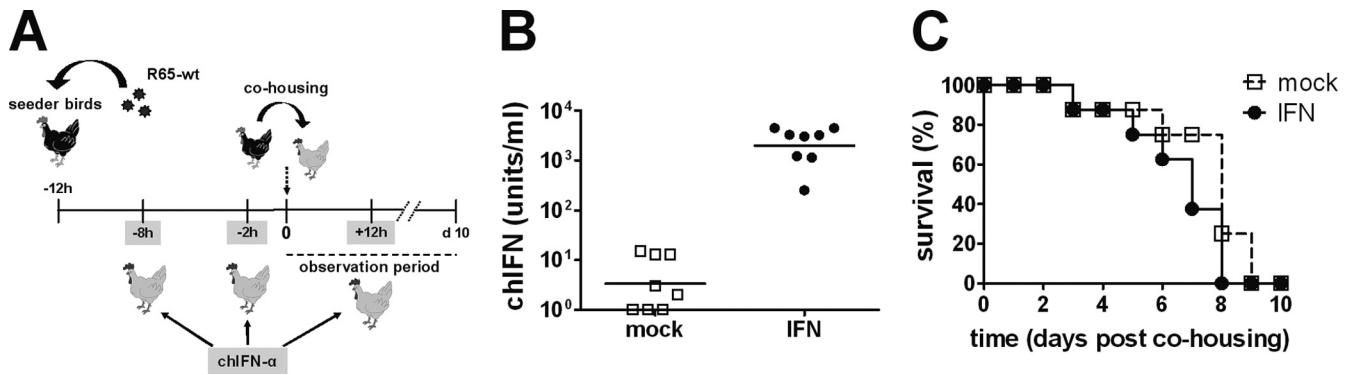 A
R65-wt
seeder birds
co-housing
-12h
-8h
-2h
0
+12h
d 10
observation period
chIFN-α
B
chIFN (units/ml)
10⁴
10³
10²
10¹
10⁰
mock
IFN
C
mock
IFN
survival (%)
100
80
60
40
20
0
0
2
4
6
8
10
time (days post co-housing)